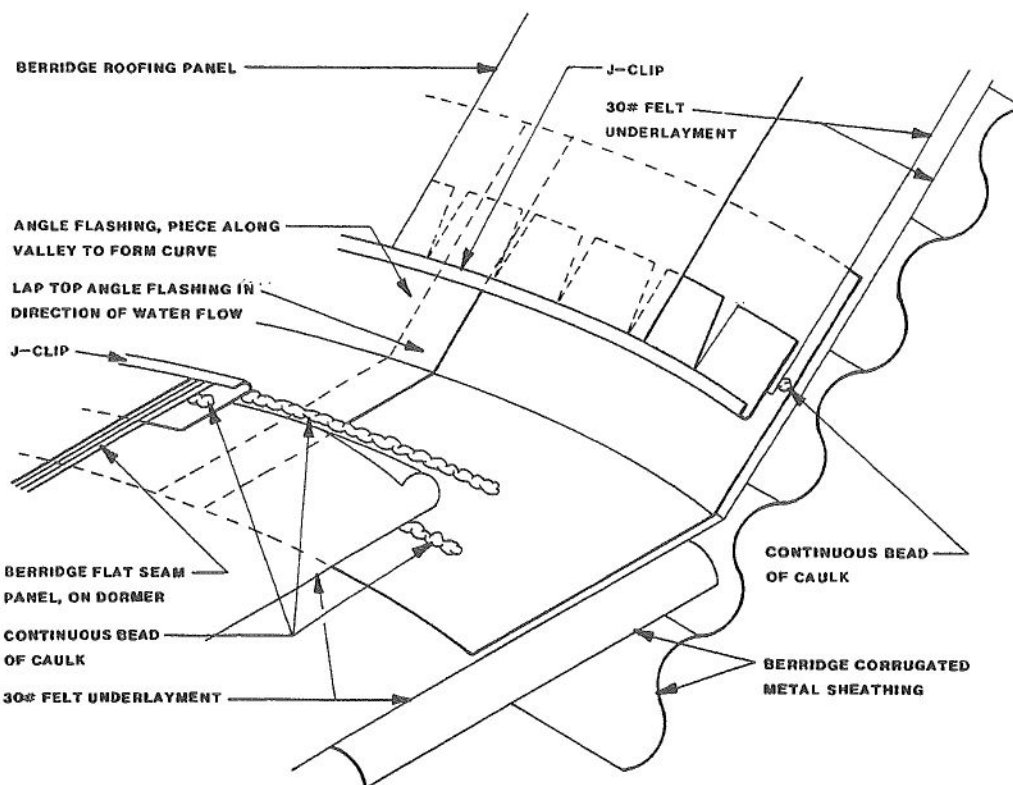 BERRIDGE ROOFING PANEL
J-CLIP
30# FELT
UNDERLAYMENT
ANGLE FLASHING, PIECE ALONG
VALLEY TO FORM CURVE
LAP TOP ANGLE FLASHING IN
DIRECTION OF WATER FLOW
J-CLIP
BERRIDGE FLAT SEAM
PANEL, ON DORMER
CONTINUOUS BEAD
OF CAULK
30# FELT UNDERLAYMENT
CONTINUOUS BEAD
OF CAULK
BERRIDGE CORRUGATED
METAL SHEATHING